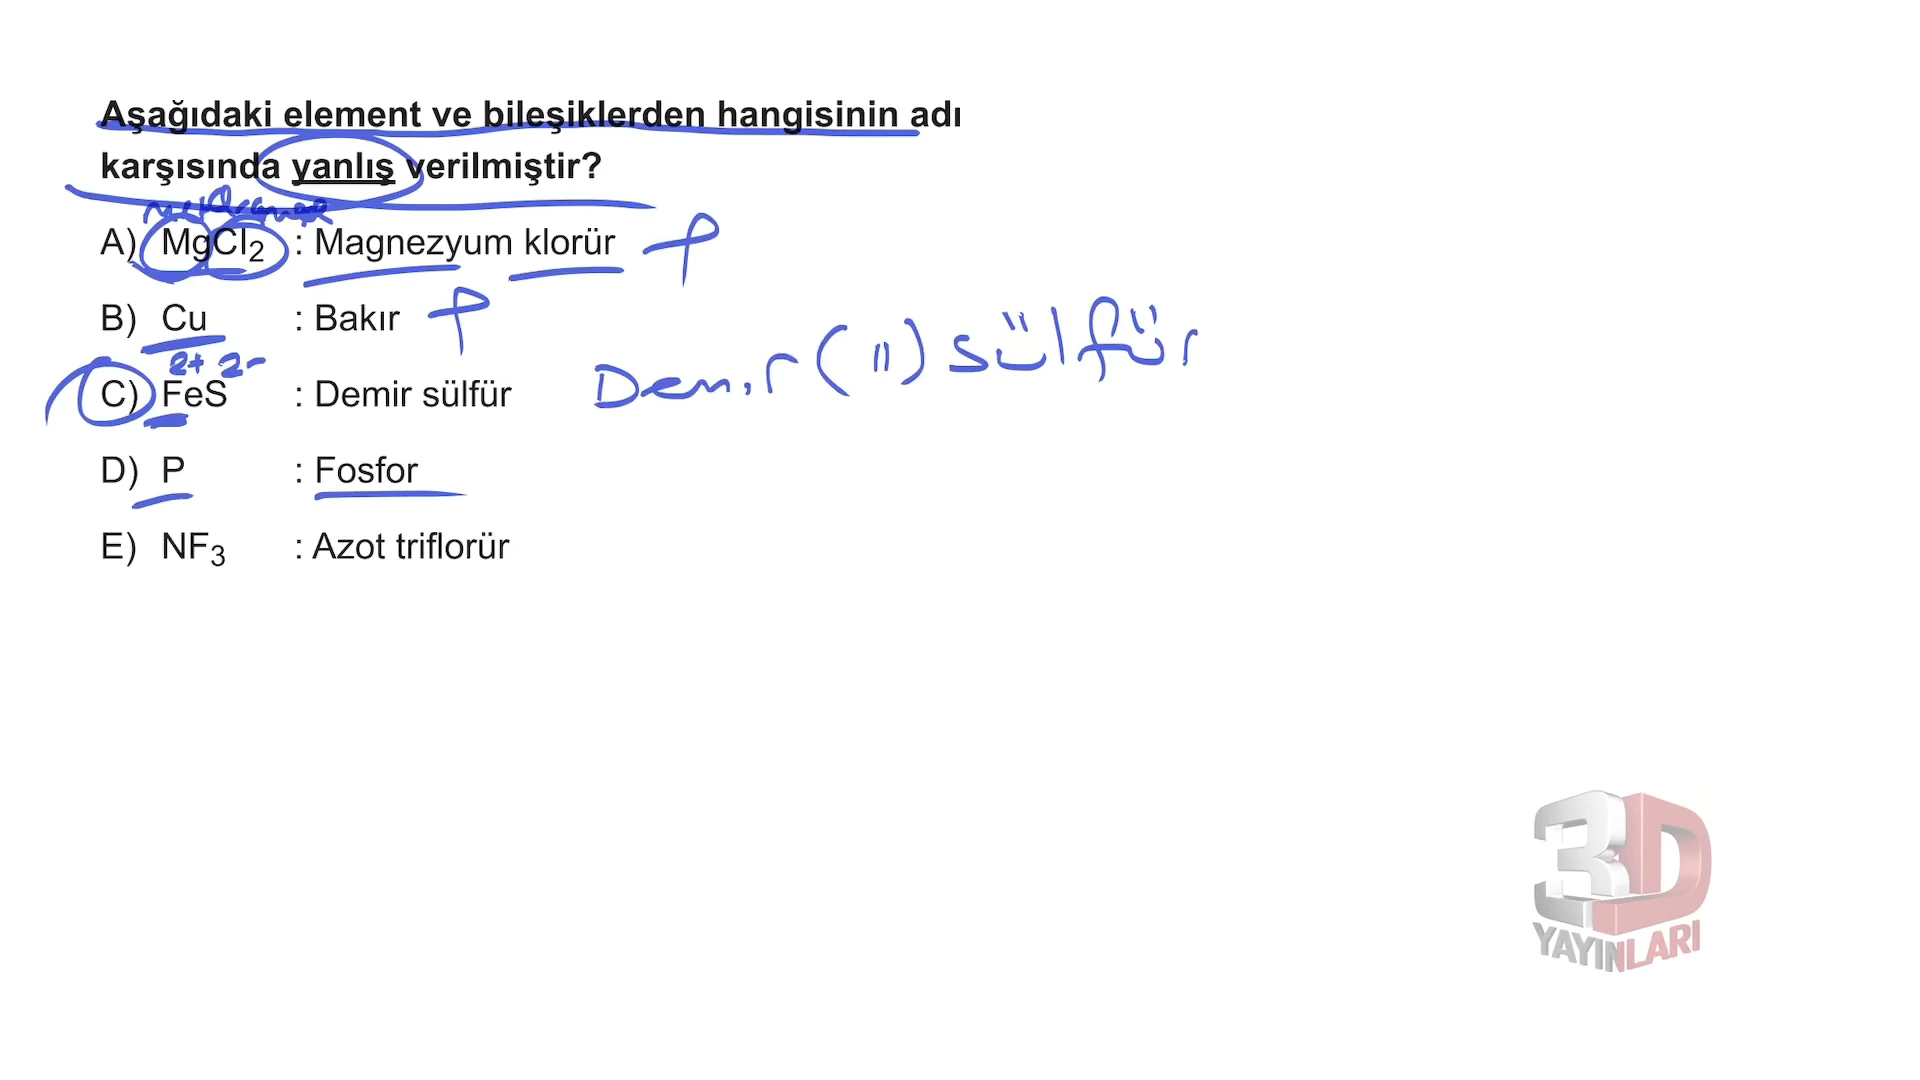 Aşağıdaki element ve bileşiklerden hangisinin adı
karşısında yanlış verilmiştir?
A) MgCl₂ : Magnezyum klorür
B) Cu : Bakır
2+ 2-
C) FeS : Demir sülfür
Demir (II) sülfür
D) P : Fosfor
E) NF₃ : Azot triflorür
3D
YAYINLARI